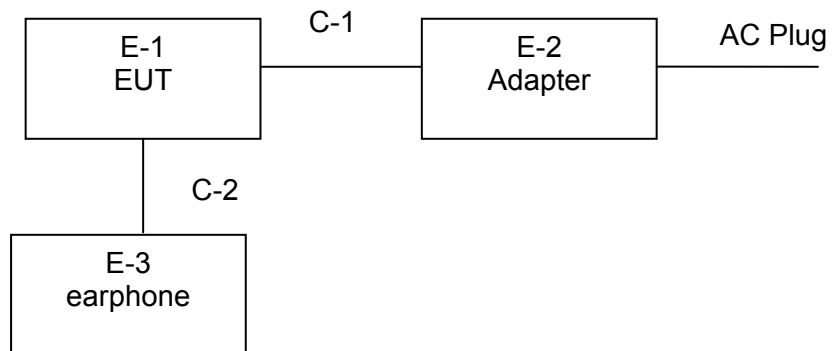 C-1
E-1
EUT
E-2
Adapter
AC Plug
C-2
E-3
earphone